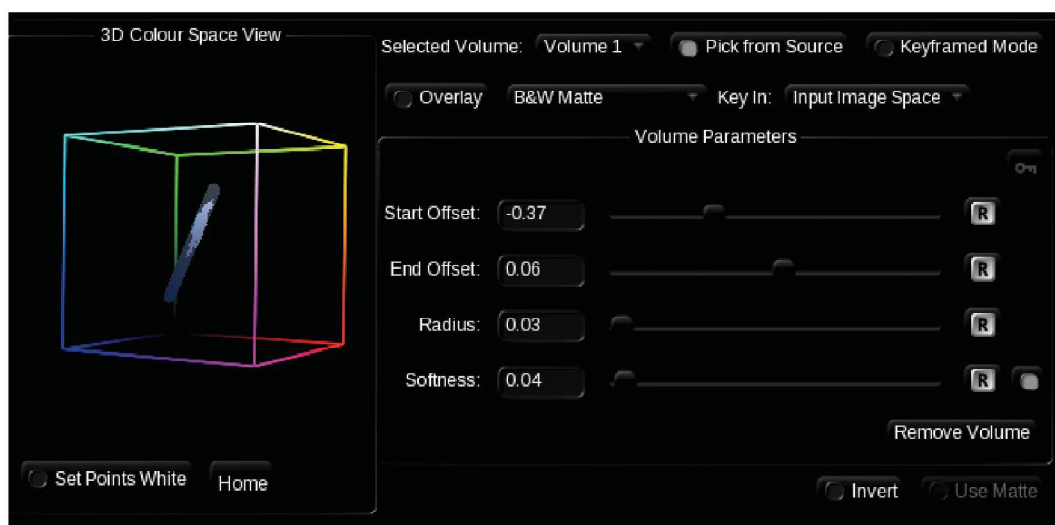 3D Colour Space View
Selected Volume: Volume 1 Pick from Source Keyframed Mode
Overlay B&W Matte Key In: Input Image Space
Volume Parameters
Start Offset: -0.37 R
End Offset: 0.06 R
Radius: 0.03 R
Softness: 0.04 R
Remove Volume
Set Points White Home
Invert Use Matte